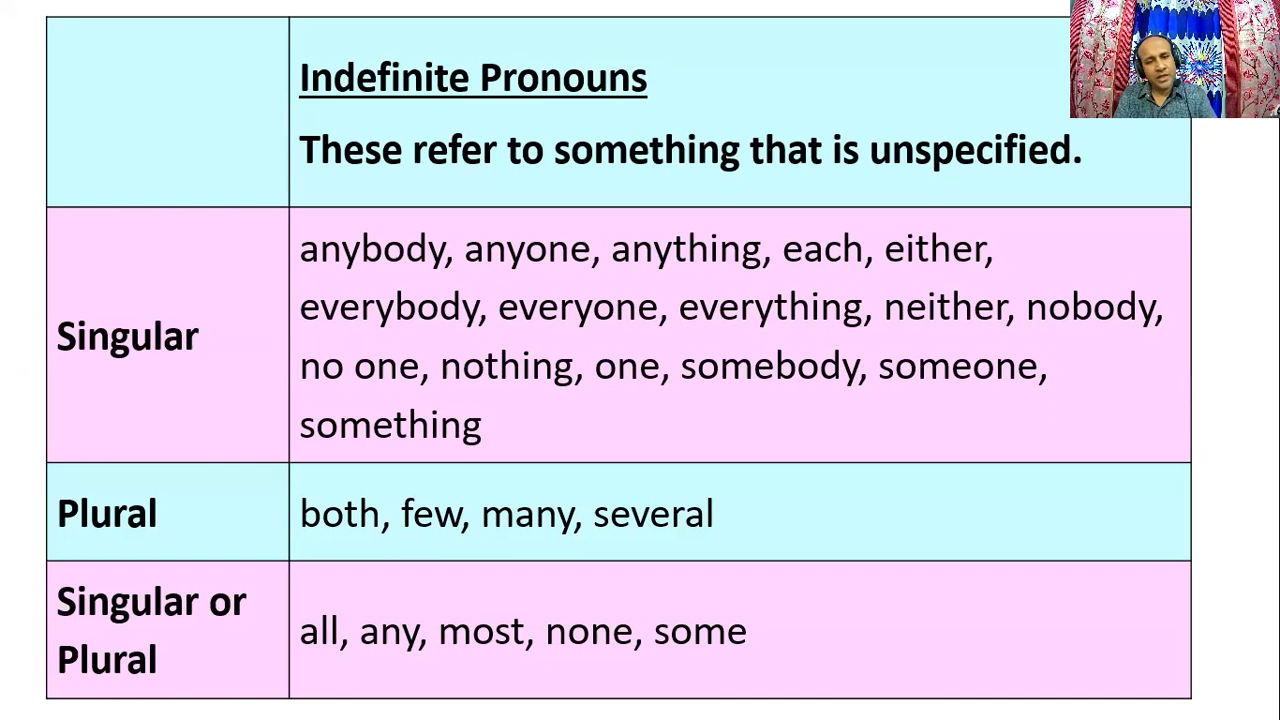 Indefinite Pronouns
These refer to something that is unspecified.
Singular
anybody, anyone, anything, each, either,
everybody, everyone, everything, neither, nobody,
no one, nothing, one, somebody, someone,
something
Plural
both, few, many, several
Singular or
Plural
all, any, most, none, some